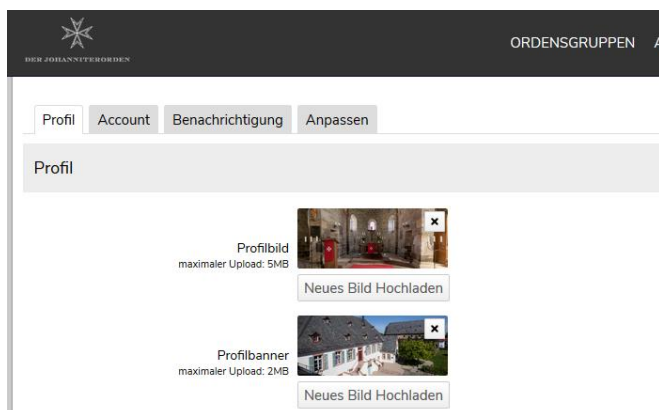 DER JOHANNITERORDEN
ORDENSGRUPPEN A
Profil Account Benachrichtigung Anpassen
Profil
Profilbild
maximaler Upload: 5MB
Neues Bild Hochladen
Profilbanner
maximaler Upload: 2MB
Neues Bild Hochladen